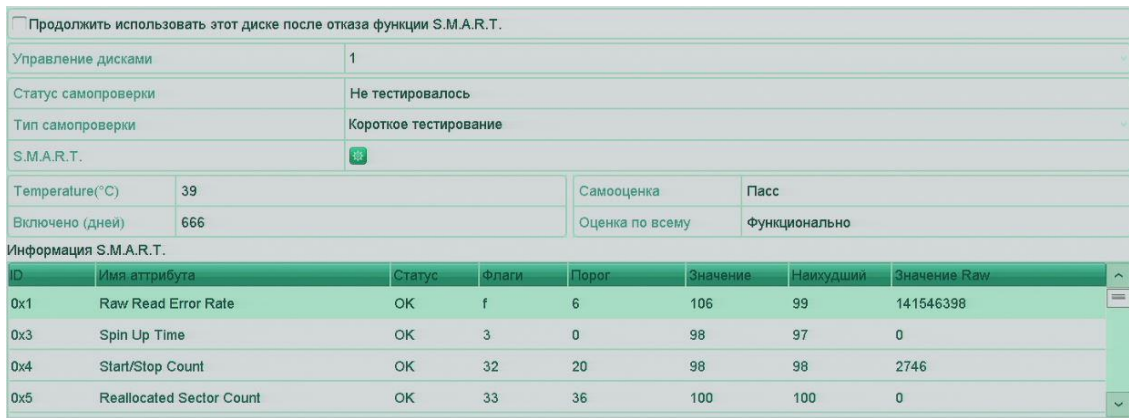 Продолжить использовать этот диске после отказа функции S.M.A.R.T.
Управление дисками 1
Статус самопроверки Не тестировалось
Тип самопроверки Короткое тестирование
S.M.A.R.T.
Temperature(°C) 39 Самооценка Пасс
Включено (дней) 666 Оценка по всему Функционально
Информация S.M.A.R.T.
ID Имя аттрибута Статус Флаги Порог Значение Наихудший Значение Raw
0x1 Raw Read Error Rate OK f 6 106 99 141546398
0x3 Spin Up Time OK 3 0 98 97 0
0x4 Start/Stop Count OK 32 20 98 98 2746
0x5 Reallocated Sector Count OK 33 36 100 100 0